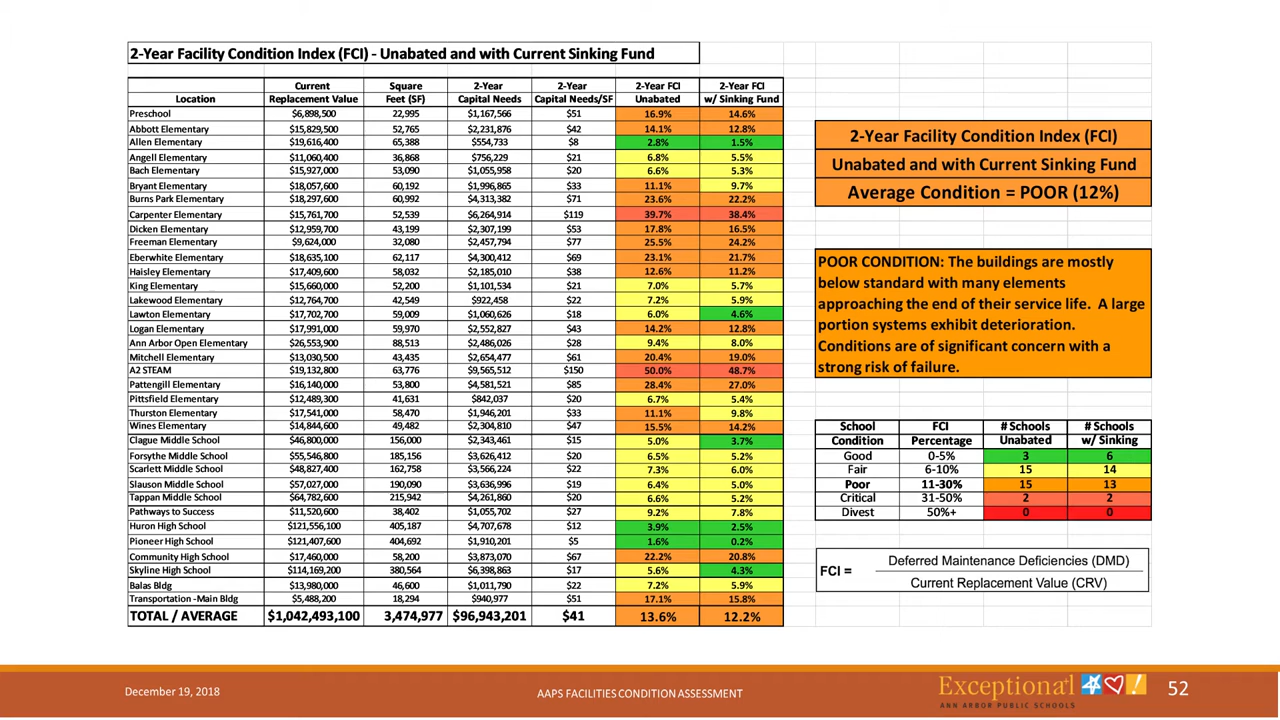 2-Year Facility Condition Index (FCI) - Unabated and with Current Sinking Fund
Location Current Replacement Value Square Feet (SF) 2-Year Capital Needs 2-Year Capital Needs/SF 2-Year FCI Unabated 2-Year FCI w/ Sinking Fund
Preschool $6,898,500 22,995 $1,167,566 $51 16.9% 14.6%
Abbott Elementary $15,829,500 52,765 $2,231,876 $42 14.1% 12.8%
Allen Elementary $19,616,400 65,388 $554,733 $8 2.8% 1.5%
Angell Elementary $11,060,400 36,868 $756,229 $21 6.8% 5.5%
Bach Elementary $15,927,000 53,090 $1,055,958 $20 6.6% 5.3%
Bryant Elementary $18,057,600 60,192 $1,996,865 $33 11.1% 9.7%
Burns Park Elementary $18,297,600 60,992 $4,313,382 $71 23.6% 22.2%
Carpenter Elementary $15,761,700 52,539 $6,264,914 $119 39.7% 38.4%
Dicken Elementary $12,959,700 43,199 $2,307,199 $53 17.8% 16.5%
Freeman Elementary $9,624,000 32,080 $2,457,794 $77 25.5% 24.2%
Eberwhite Elementary $18,635,100 62,117 $4,300,412 $69 23.1% 21.7%
Haisley Elementary $17,409,600 58,032 $2,185,010 $38 12.6% 11.2%
King Elementary $15,660,000 52,200 $1,101,534 $21 7.0% 5.7%
Lakewood Elementary $12,764,700 42,549 $922,458 $22 7.2% 5.9%
Lawton Elementary $17,702,700 59,009 $1,060,626 $18 6.0% 4.6%
Logan Elementary $17,991,000 59,970 $2,552,827 $43 14.2% 12.8%
Ann Arbor Open Elementary $26,553,900 88,513 $2,486,026 $28 9.4% 8.0%
Mitchell Elementary $13,030,500 43,435 $2,654,477 $61 20.4% 19.0%
A2 STEAM $19,132,800 63,776 $9,565,512 $150 50.0% 48.7%
Pattengill Elementary $16,140,000 53,800 $4,581,521 $85 28.4% 27.0%
Pittsfield Elementary $12,489,300 41,631 $842,037 $20 6.7% 5.4%
Thurston Elementary $17,541,000 58,470 $1,946,201 $33 11.1% 9.8%
Wines Elementary $14,844,600 49,482 $2,304,810 $47 15.5% 14.2%
Clague Middle School $46,800,000 156,000 $2,343,461 $15 5.0% 3.7%
Forsythe Middle School $55,546,800 185,156 $3,626,420 $20 6.5% 5.2%
Scarlett Middle School $48,827,400 162,758 $3,566,224 $22 7.3% 6.0%
Slauson Middle School $57,027,000 190,090 $3,636,996 $19 6.4% 5.0%
Tappan Middle School $64,782,600 215,942 $4,261,860 $20 6.6% 5.2%
Pathways to Success $11,520,600 38,402 $1,055,702 $27 9.2% 7.8%
Huron High School $121,556,100 405,187 $4,707,678 $12 3.9% 2.5%
Pioneer High School $121,407,600 404,692 $1,910,201 $5 1.6% 0.2%
Community High School $17,460,000 58,200 $3,873,070 $67 22.2% 20.8%
Skyline High School $114,169,200 380,564 $6,398,863 $17 5.6% 4.3%
Balas Bldg $13,980,000 46,600 $1,011,790 $22 7.2% 5.9%
Transportation -Main Bldg $5,488,200 18,294 $940,977 $51 17.1% 15.8%
TOTAL / AVERAGE $1,042,493,100 3,474,977 $96,943,201 $41 13.6% 12.2%
2-Year Facility Condition Index (FCI)
Unabated and with Current Sinking Fund
Average Condition = POOR (12%)
POOR CONDITION: The buildings are mostly
below standard with many elements
approaching the end of their service life. A large
portion systems exhibit deterioration.
Conditions are of significant concern with a
strong risk of failure.
School Condition FCI Percentage # Schools Unabated # Schools w/ Sinking
Good 0-5% 3 6
Fair 6-10% 15 14
Poor 11-30% 15 13
Critical 31-50% 2 2
Divest 50%+ 0 0
FCI = Deferred Maintenance Deficiencies (DMD)
Current Replacement Value (CRV)
December 19, 2018
AAPS FACILITIES CONDITION ASSESSMENT
Exceptional
ANN ARBOR PUBLIC SCHOOLS
52